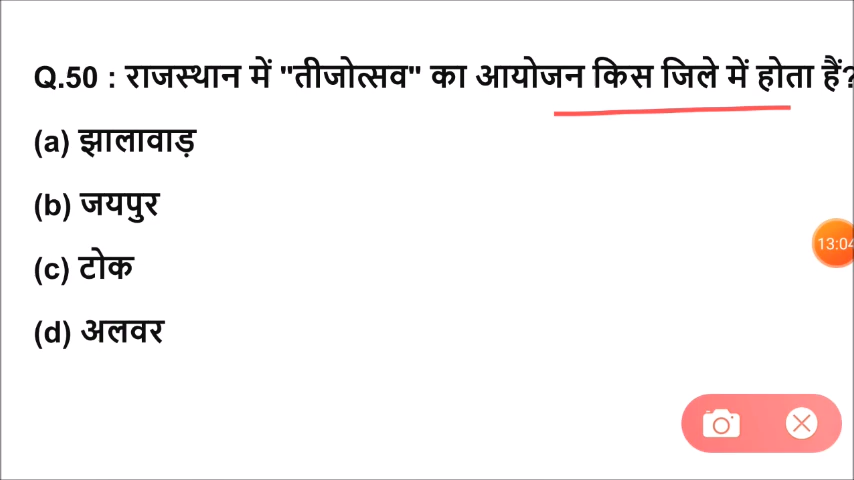 Q.50 : राजस्थान में "तीजोत्सव" का आयोजन किस जिले में होता हैं?
(a) झालावाड़
(b) जयपुर
(c) टोक
(d) अलवर
13:04